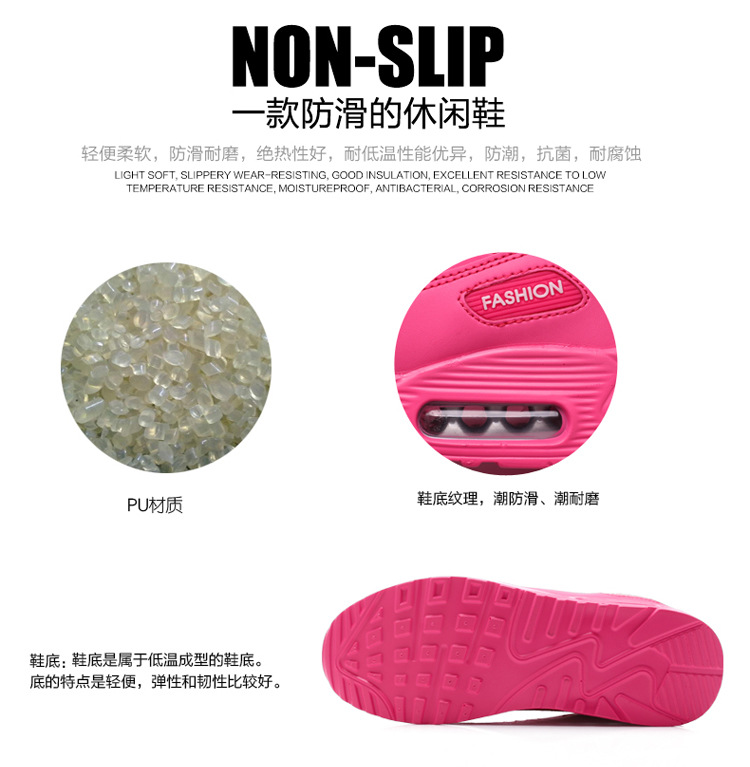 NON-SLIP
一款防滑的休闲鞋
轻便柔软，防滑耐磨，绝热性好，耐低温性能优异，防潮，抗菌，耐腐蚀
LIGHT SOFT, SLIPPERY WEAR-RESISTING, GOOD INSULATION, EXCELLENT RESISTANCE TO LOW
TEMPERATURE RESISTANCE, MOISTUREPROOF, ANTIBACTERIAL, CORROSION RESISTANCE
FASHION
PU材质
鞋底纹理，潮防滑、潮耐磨
鞋底：鞋底是属于低温成型的鞋底。
底的特点是轻便，弹性和韧性比较好。